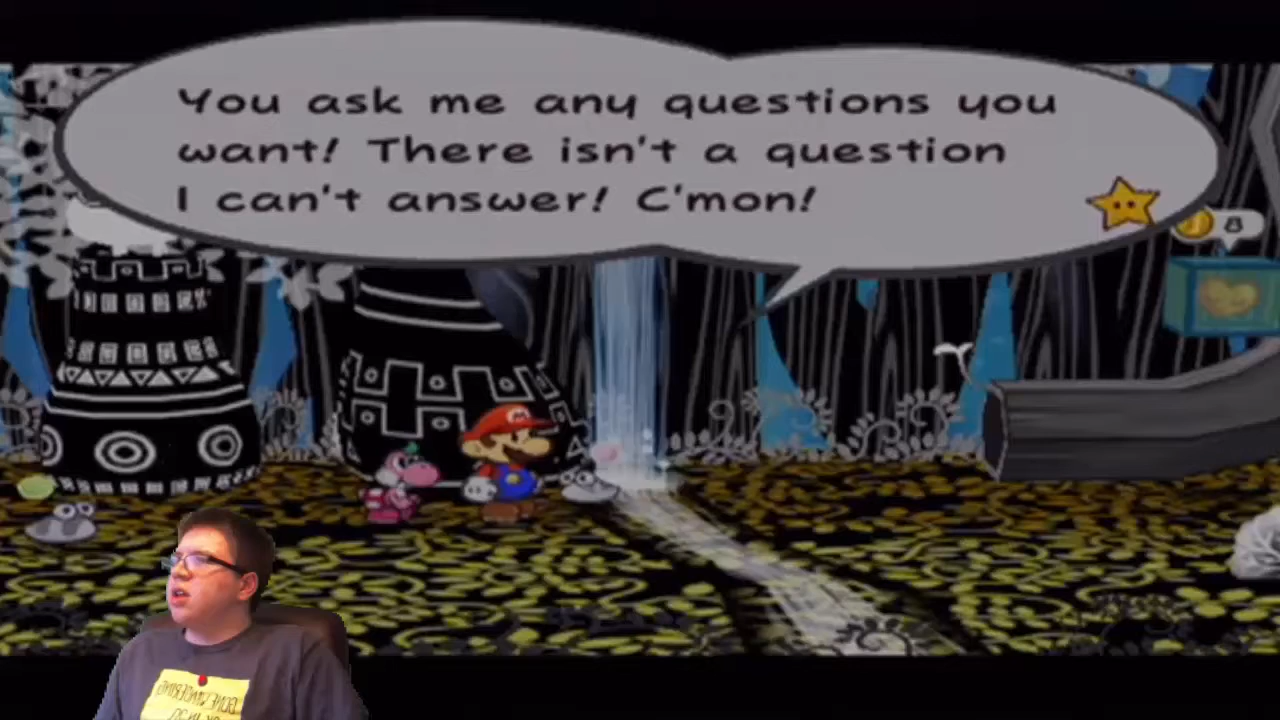 You ask me any questions you
want! There isn't a question
I can't answer! C'mon!
8
M